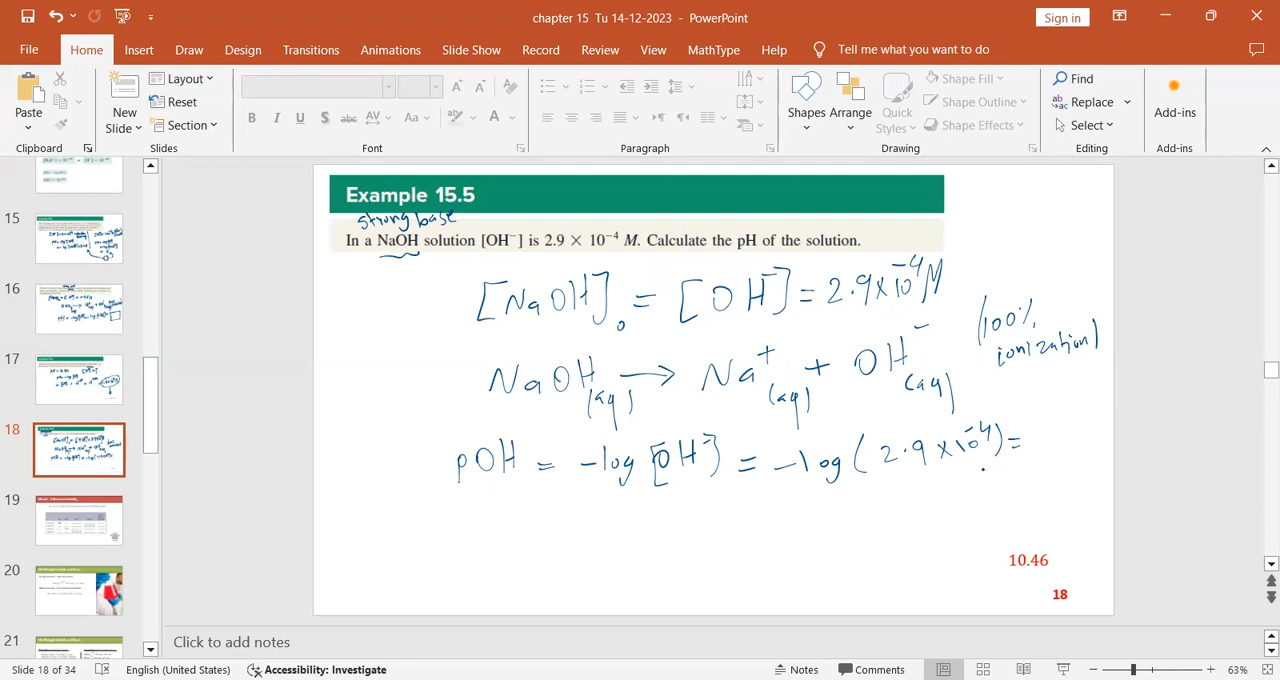 chapter 15 Tu 14-12-2023 - PowerPoint
Sign in
File Home Insert Draw Design Transitions Animations Slide Show Record Review View MathType Help Tell me what you want to do
Paste
Clipboard
New Slide
Layout
Reset
Section
Slides
B I U S abc AV Aa A
Font
Paragraph
Shapes Arrange Quick Styles
Shape Fill
Shape Outline
Shape Effects
Drawing
Find
Replace
Select
Editing
Add-ins
Add-ins
15
16
17
18
19
20
21
Example 15.5
strong base
In a NaOH solution [OH⁻] is 2.9 × 10⁻⁴ M. Calculate the pH of the solution.
[NaOH]₀ = [OH⁻] = 2.9×10⁻⁴M
(100% ionization)
NaOH(aq) → Na⁺(aq) + OH⁻(aq)
pOH = -log[OH⁻] = -log(2.9×10⁻⁴) =
10.46
18
Click to add notes
Slide 18 of 34 English (United States) Accessibility: Investigate Notes Comments 63%